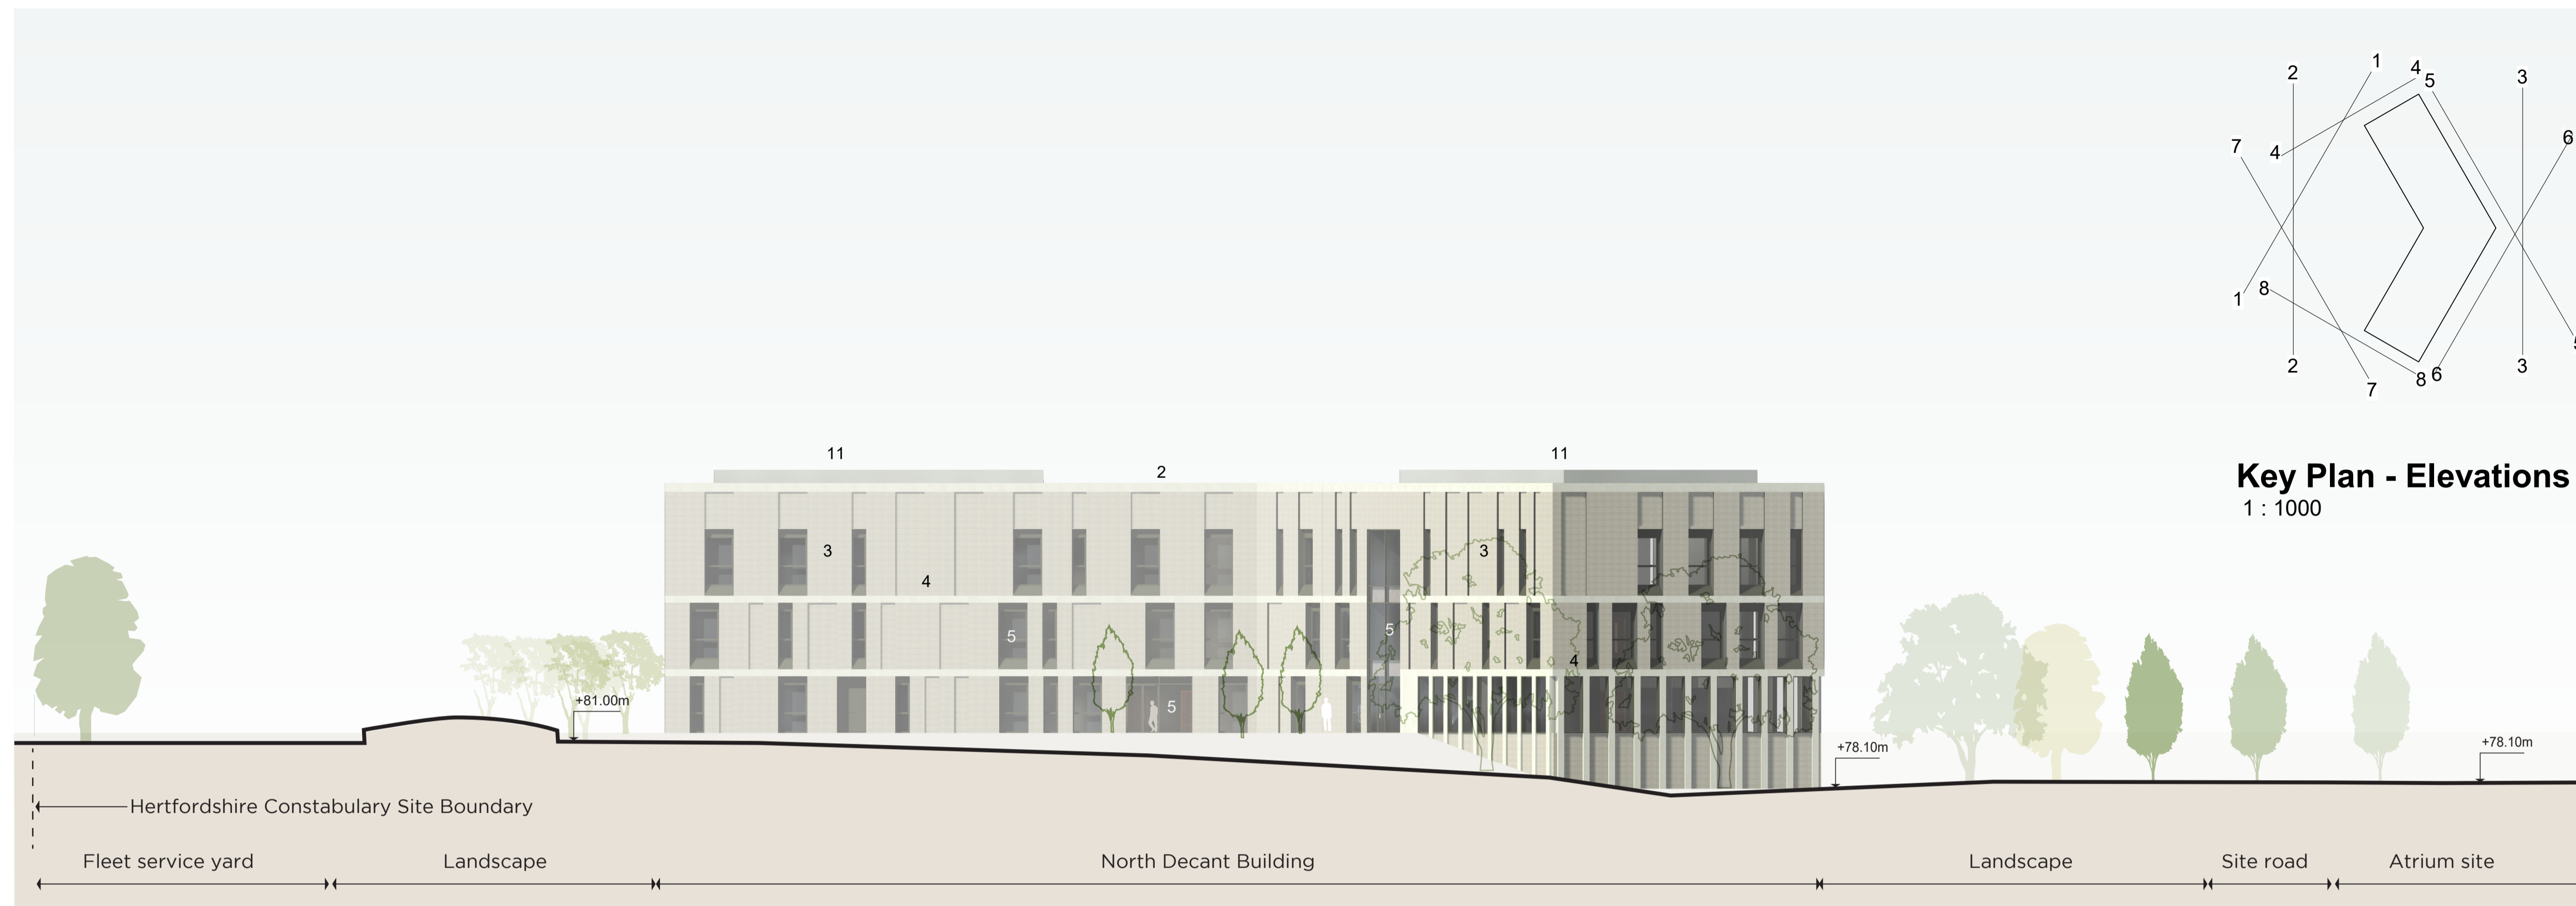 1
4
2
5
3
6
7
4
1
8
2
3
8
6
7
5
Key Plan - Elevations
1 : 1000
11
11
2
3
3
4
5
5
4
5
+81.00m
+78.10m
+78.10m
Hertfordshire Constabulary Site Boundary
Fleet service yard
Landscape
North Decant Building
Landscape
Site road
Atrium site